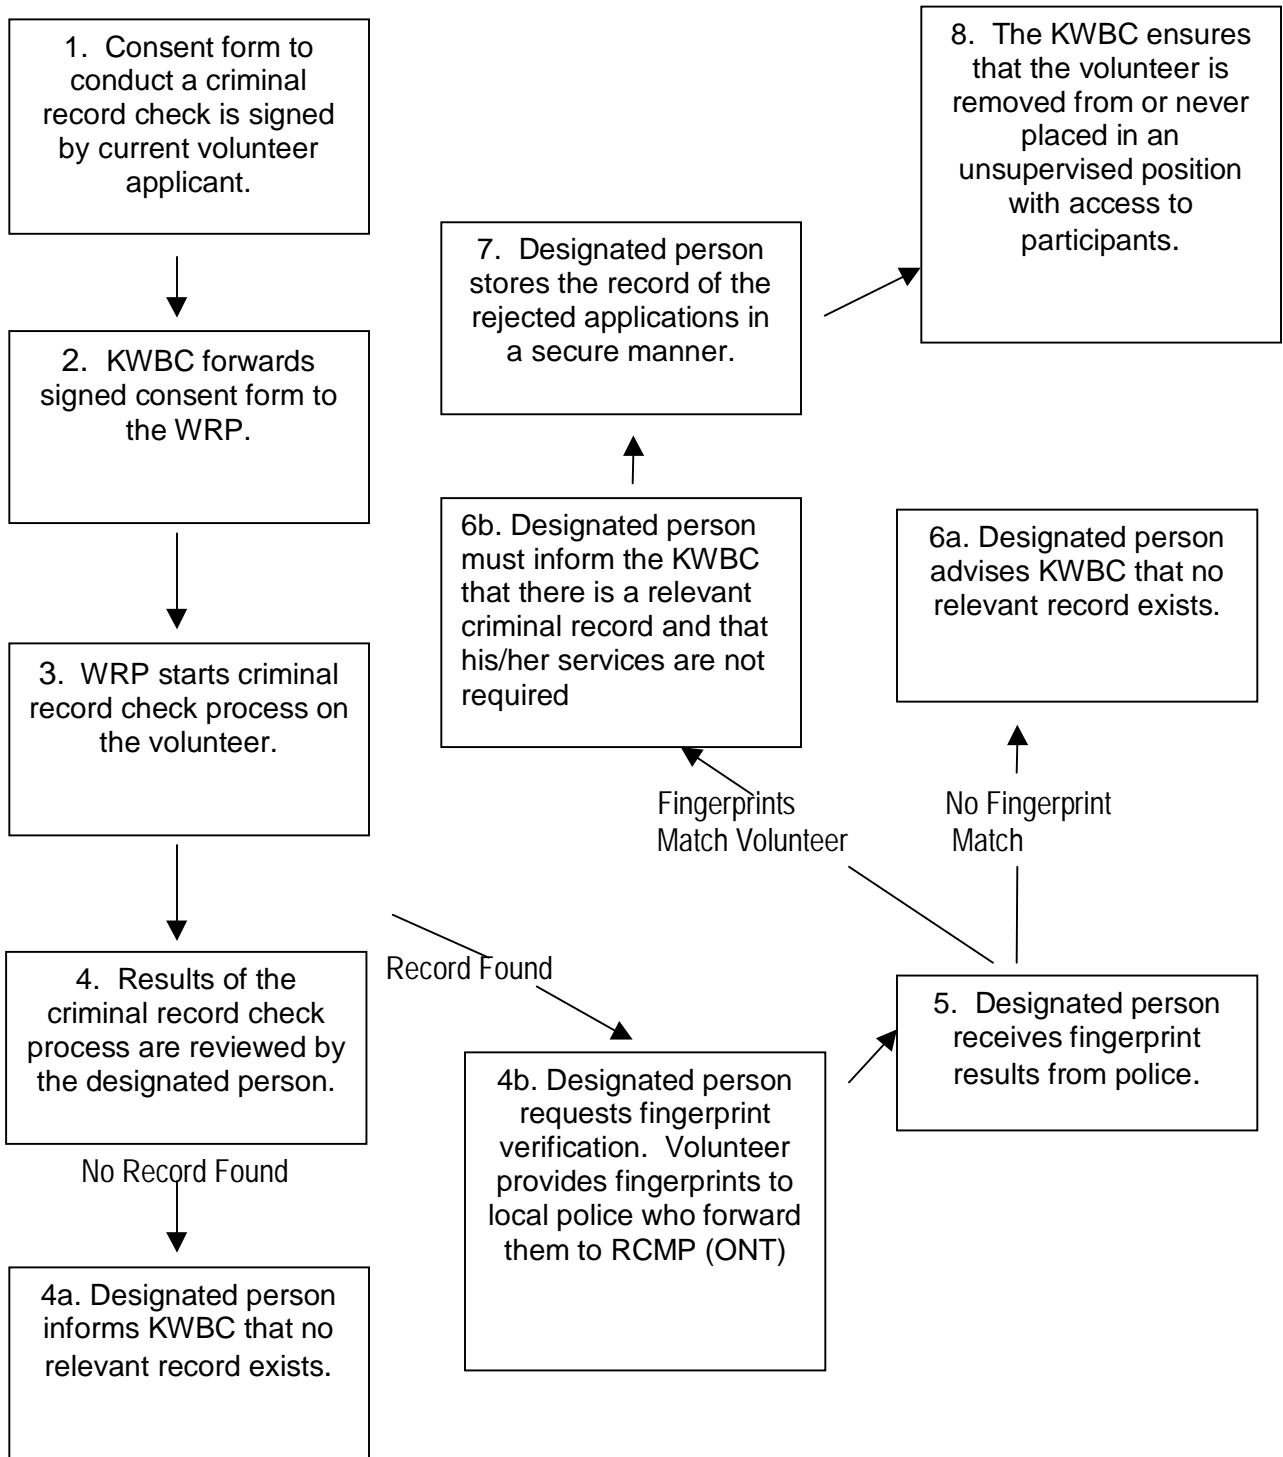 1. Consent form to
conduct a criminal
record check is signed
by current volunteer
applicant.
2. KWBC forwards
signed consent form to
the WRP.
3. WRP starts criminal
record check process on
the volunteer.
4. Results of the
criminal record check
process are reviewed by
the designated person.
No Record Found
4a. Designated person
informs KWBC that no
relevant record exists.
Record Found
4b. Designated person
requests fingerprint
verification. Volunteer
provides fingerprints to
local police who forward
them to RCMP (ONT)
5. Designated person
receives fingerprint
results from police.
No Fingerprint
Match
6a. Designated person
advises KWBC that no
relevant record exists.
Fingerprints
Match Volunteer
6b. Designated person
must inform the KWBC
that there is a relevant
criminal record and that
his/her services are not
required
7. Designated person
stores the record of the
rejected applications in
a secure manner.
8. The KWBC ensures
that the volunteer is
removed from or never
placed in an
unsupervised position
with access to
participants.